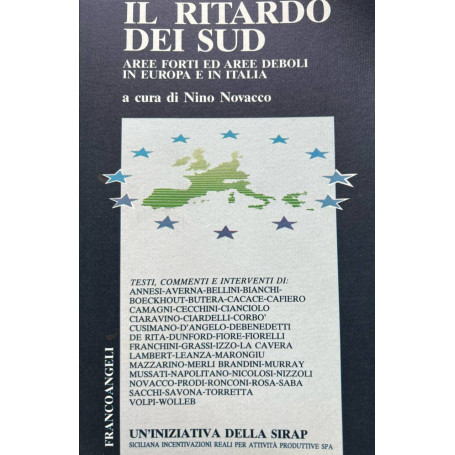 IL RITARDO
DEI SUD
AREE FORTI ED AREE DEBOLI
IN EUROPA E IN ITALIA
a cura di Nino Novacco
TESTI, COMMENTI E INTERVENTI DI:
ANNESI-AVERNA-BELLINI-BIANCHI-
BOECKHOUT-BUTERA-CACACE-CAFIERO
CAMAGNI-CECCHINI-CIANCIOLO
CIARAVINO-CIARDELLI-CORBO'
CUSIMANO-D'ANGELO-DEBENEDETTI
DE RITA-DUNFORD-FIORE-FIORELLI
FRANCHINI-GRASSI-IZZO-LA CAVERA
LAMBERT-LEANZA-MARONGIU
MAZZARINO-MERLI BRANDINI-MURRAY
MUSSATI-NAPOLITANO-NICOLOSI-NIZZOLI
NOVACCO-PRODI-RONCONI-ROSA-SABA
SACCHI-SAVONA-TORRETTA
VOLPI-WOLLEB
UN'INIZIATIVA DELLA SIRAP
SICILIANA INCENTIVAZIONI REALI PER ATTIVITÀ PRODUTTIVE SPA
FRANCOANGELI